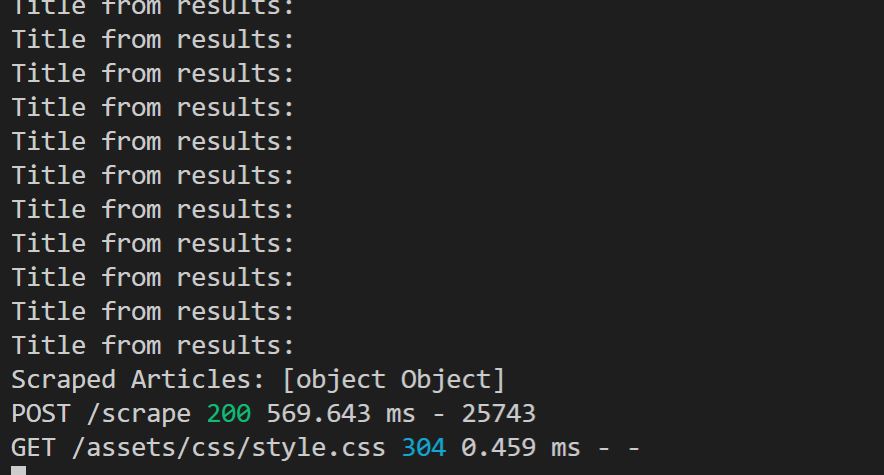 Title from results:
Title from results:
Title from results:
Title from results:
Title from results:
Title from results:
Title from results:
Title from results:
Title from results:
Title from results:
Title from results:
Scraped Articles: [object Object]
POST /scrape 200 569.643 ms - 25743
GET /assets/css/style.css 304 0.459 ms - -